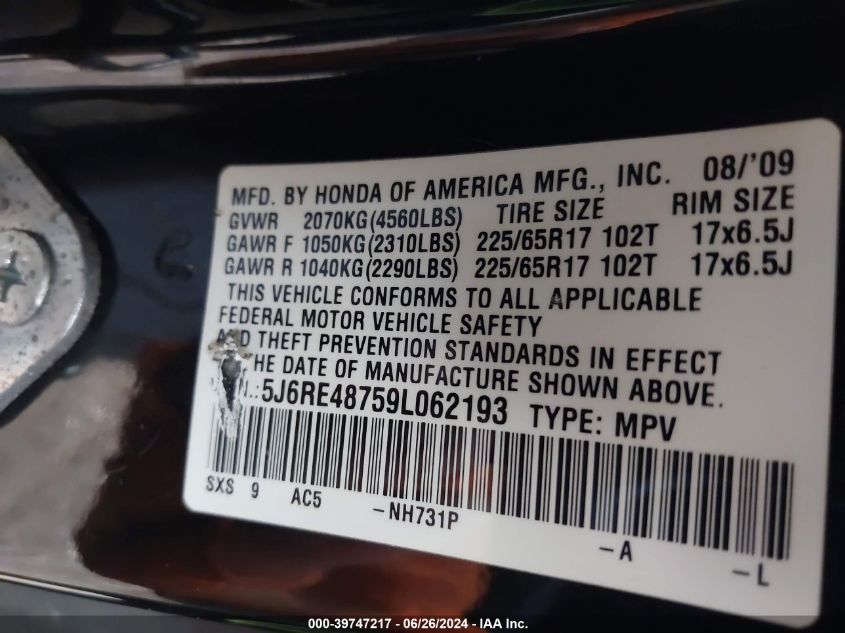 MFD. BY HONDA OF AMERICA MFG., INC. 08/'09
GVWR 2070KG(4560LBS) TIRE SIZE RIM SIZE
GAWR F 1050KG(2310LBS) 225/65R17 102T 17x6.5J
GAWR R 1040KG(2290LBS) 225/65R17 102T 17x6.5J
THIS VEHICLE CONFORMS TO ALL APPLICABLE
FEDERAL MOTOR VEHICLE SAFETY
AND THEFT PREVENTION STANDARDS IN EFFECT
THE DATE OF MANUFACTURE SHOWN ABOVE.
5J6RE48759L062193 TYPE: MPV
SXS 9 AC5 -NH731P -A -L
000-39747217 - 06/26/2024 - IAA Inc.